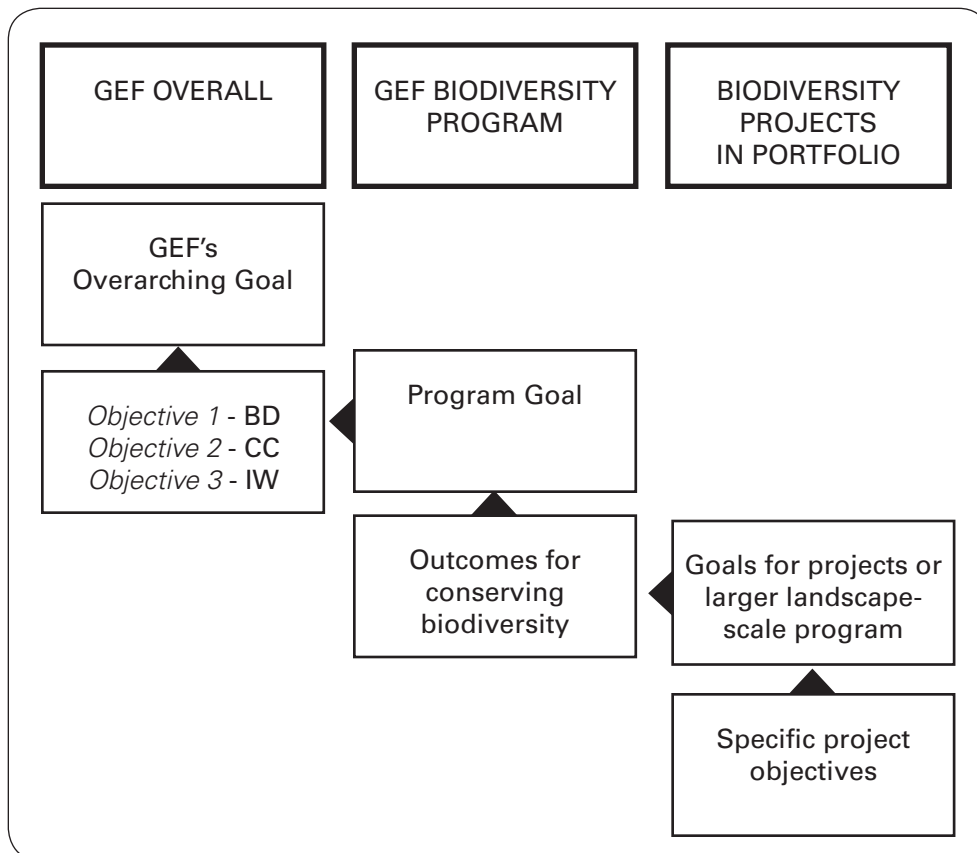 GEF OVERALL
GEF BIODIVERSITY
PROGRAM
BIODIVERSITY
PROJECTS
IN PORTFOLIO
GEF's
Overarching Goal
Objective 1 - BD
Objective 2 - CC
Objective 3 - IW
Program Goal
Outcomes for
conserving
biodiversity
Goals for projects or
larger landscape-
scale program
Specific project
objectives